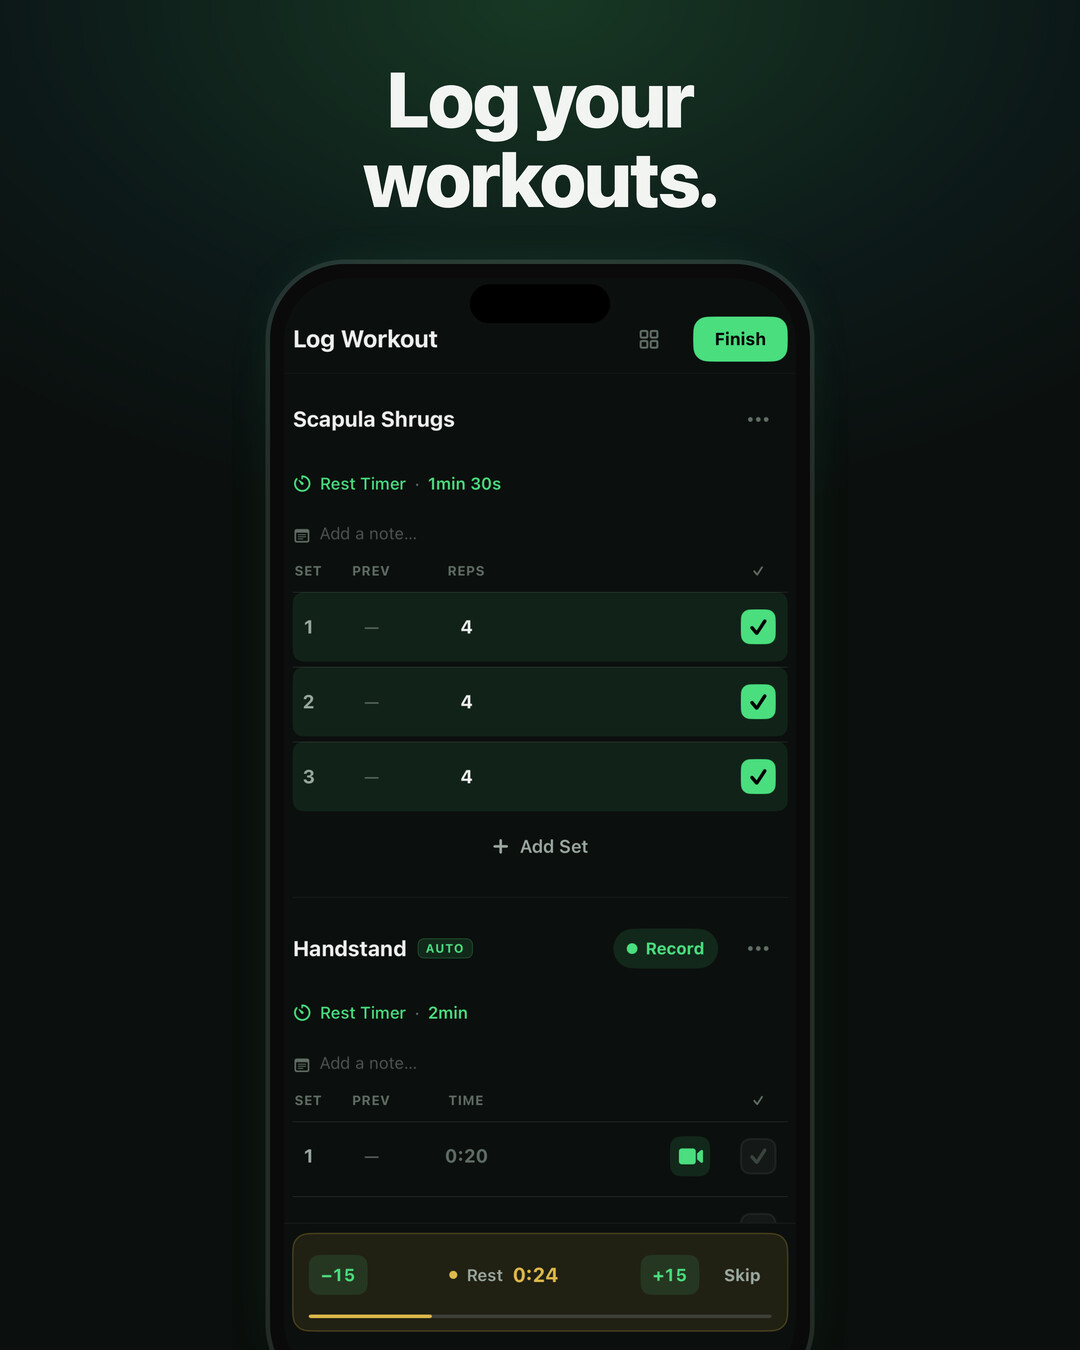 Log your
workouts.
Log Workout
Finish
Scapula Shrugs
Rest Timer · 1min 30s
Add a note...
SET PREV REPS ✓
1 — 4
2 — 4
3 — 4
+ Add Set
Handstand AUTO Record
Rest Timer · 2min
Add a note...
SET PREV TIME ✓
1 — 0:20
−15 Rest 0:24 +15 Skip